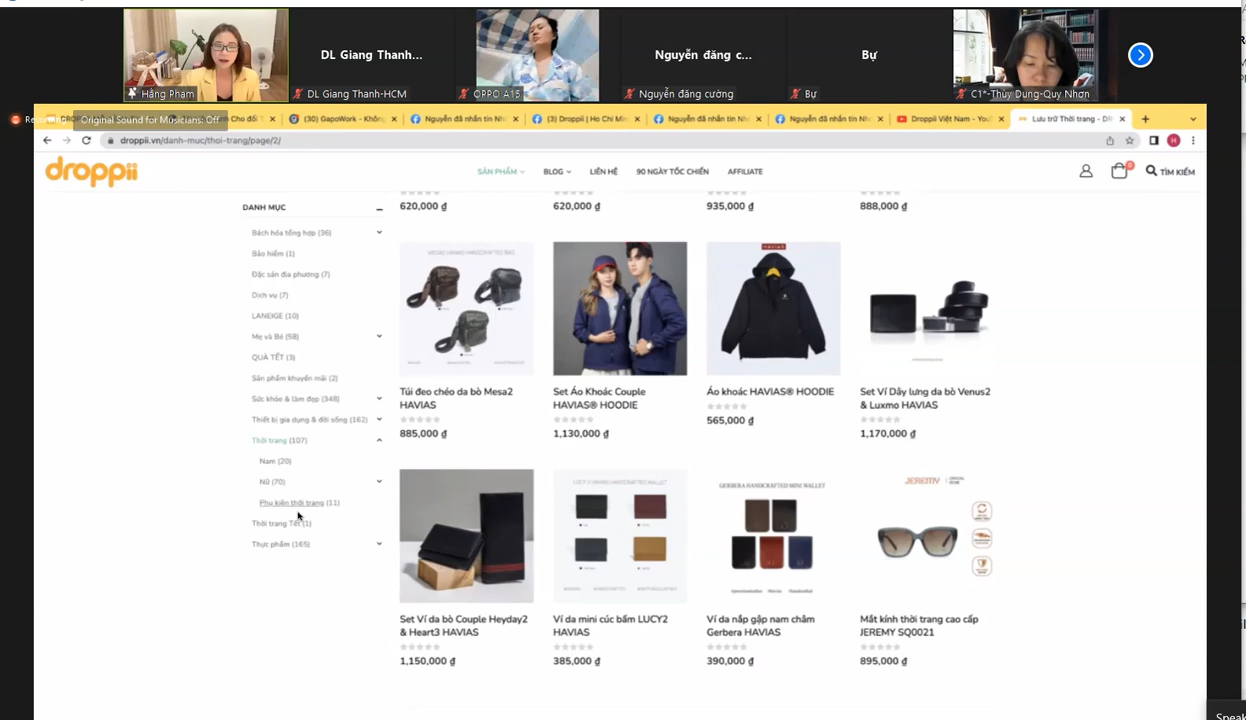 DL Giang Thanh...
Nguyễn đăng c...
Bự
Hằng Phạm
DL Giang Thanh-HCM
OPPO A15
Nguyễn đăng cường
Bự
C1*-Thùy Dung-Quy Nhơn
Original Sound for Musicians: Off
Cho đối T
(30) GapoWork - Không
Nguyễn đã nhắn tin Nh
(3) Droppii | Ho Chi Min
Nguyễn đã nhắn tin Nh
Nguyễn đã nhắn tin Nh
Droppii Việt Nam - You
Lưu trữ Thời trang - D
droppii.vn/danh-muc/thoi-trang/page/2/
H
droppii
SẢN PHẨM
BLOG
LIÊN HỆ
90 NGÀY TỐC CHIẾN
AFFILIATE
0
TÌM KIẾM
DANH MỤC
Bách hóa tổng hợp (36)
Bảo hiểm (1)
Đặc sản địa phương (7)
Dịch vụ (7)
LANEIGE (10)
Mẹ và Bé (58)
QUÀ TẾT (3)
Sản phẩm khuyến mãi (2)
Sức khỏe & làm đẹp (348)
Thiết bị gia dụng & đời sống (162)
Thời trang (107)
Nam (20)
Nữ (70)
Phụ kiện thời trang (11)
Thời trang Tết (1)
Thực phẩm (165)
620,000 ₫
620,000 ₫
935,000 ₫
888,000 ₫
Túi đeo chéo da bò Mesa2
HAVIAS
885,000 ₫
Set Áo Khoác Couple
HAVIAS® HOODIE
1,130,000 ₫
Áo khoác HAVIAS® HOODIE
565,000 ₫
Set Ví Dây lưng da bò Venus2
& Luxmo HAVIAS
1,170,000 ₫
GERBERA HANDCRAFTED MINI WALLET
JEREMY
Set Ví da bò Couple Heyday2
& Heart3 HAVIAS
1,150,000 ₫
Ví da mini cúc bấm LUCY2
HAVIAS
385,000 ₫
Ví da nắp gập nam châm
Gerbera HAVIAS
390,000 ₫
Mắt kính thời trang cao cấp
JEREMY SQ0021
895,000 ₫
Speak